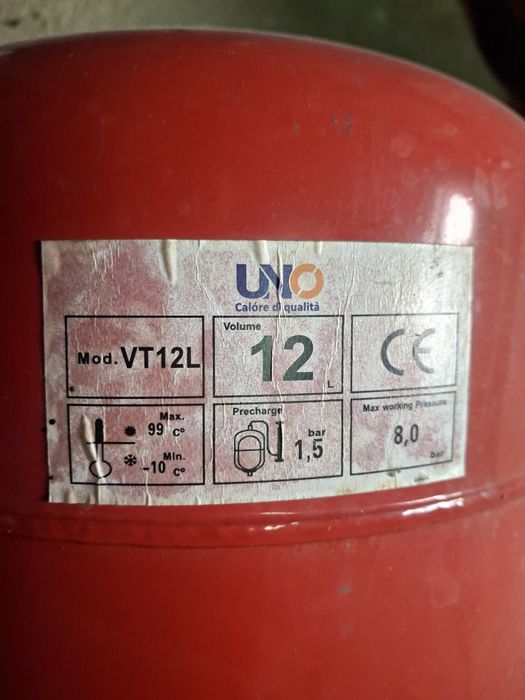 UNO
Calóre di qualità
Mod. VT12L
Volume
12 L
CE
Max.
99 C°
Min.
-10 C°
Precharge
1,5 bar
Max working Pressure
8,0
bar